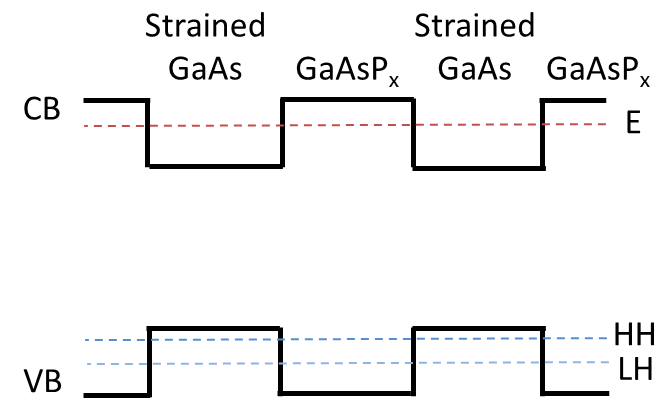 Strained
GaAs
GaAsPₓ
Strained
GaAs
GaAsPₓ
CB
E
HH
LH
VB